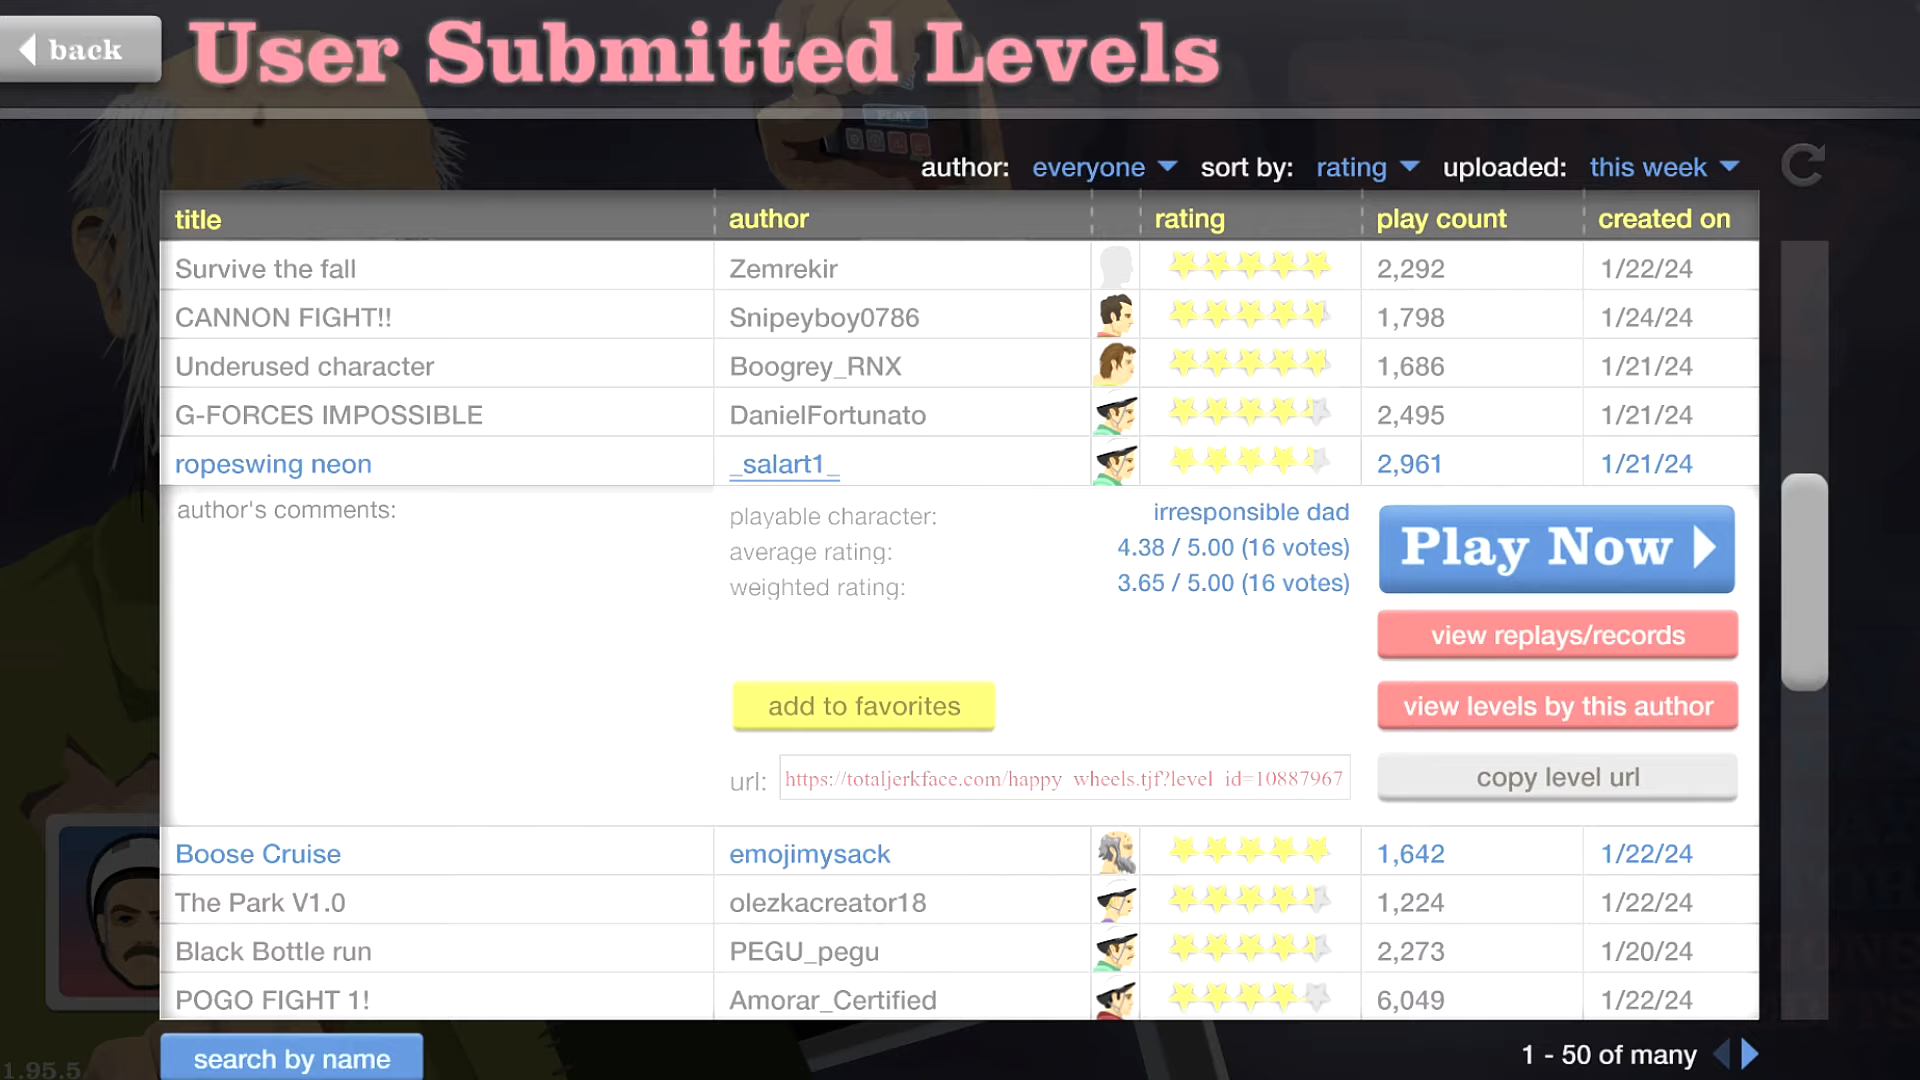 back
User Submitted Levels
PLAY
author: everyone sort by: rating uploaded: this week
title author rating play count created on
Survive the fall Zemrekir 2,292 1/22/24
CANNON FIGHT!! Snipeyboy0786 1,798 1/24/24
Underused character Boogrey_RNX 1,686 1/21/24
G-FORCES IMPOSSIBLE DanielFortunato 2,495 1/21/24
ropeswing neon _salart1_ 2,961 1/21/24
author's comments:
playable character: irresponsible dad
average rating: 4.38 / 5.00 (16 votes)
weighted rating: 3.65 / 5.00 (16 votes)
Play Now
view replays/records
add to favorites
view levels by this author
url: https://totaljerkface.com/happy_wheels.tjf?level_id=10887967
copy level url
Boose Cruise emojimysack 1,642 1/22/24
The Park V1.0 olezkacreator18 1,224 1/22/24
Black Bottle run PEGU_pegu 2,273 1/20/24
POGO FIGHT 1! Amorar_Certified 6,049 1/22/24
search by name
1 - 50 of many
1.95.5